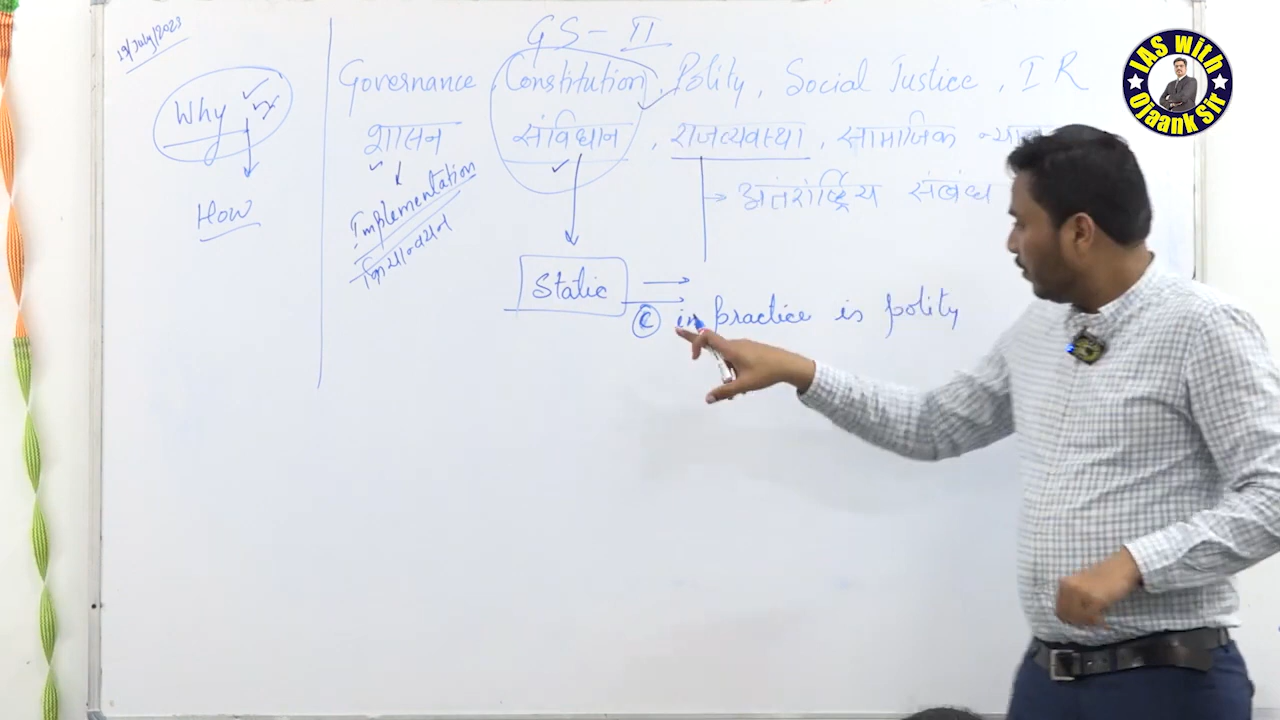 19/July/2023
GS-II
Why
How
Governance, Constitution, Polity, Social Justice, IR
शासन संविधान, राजव्यवस्था, सामाजिक
अंतर्राष्ट्रीय संबंध
Implementation
क्रियान्वयन
Static
C in practice is polity
IAS with
Ojaank Sir